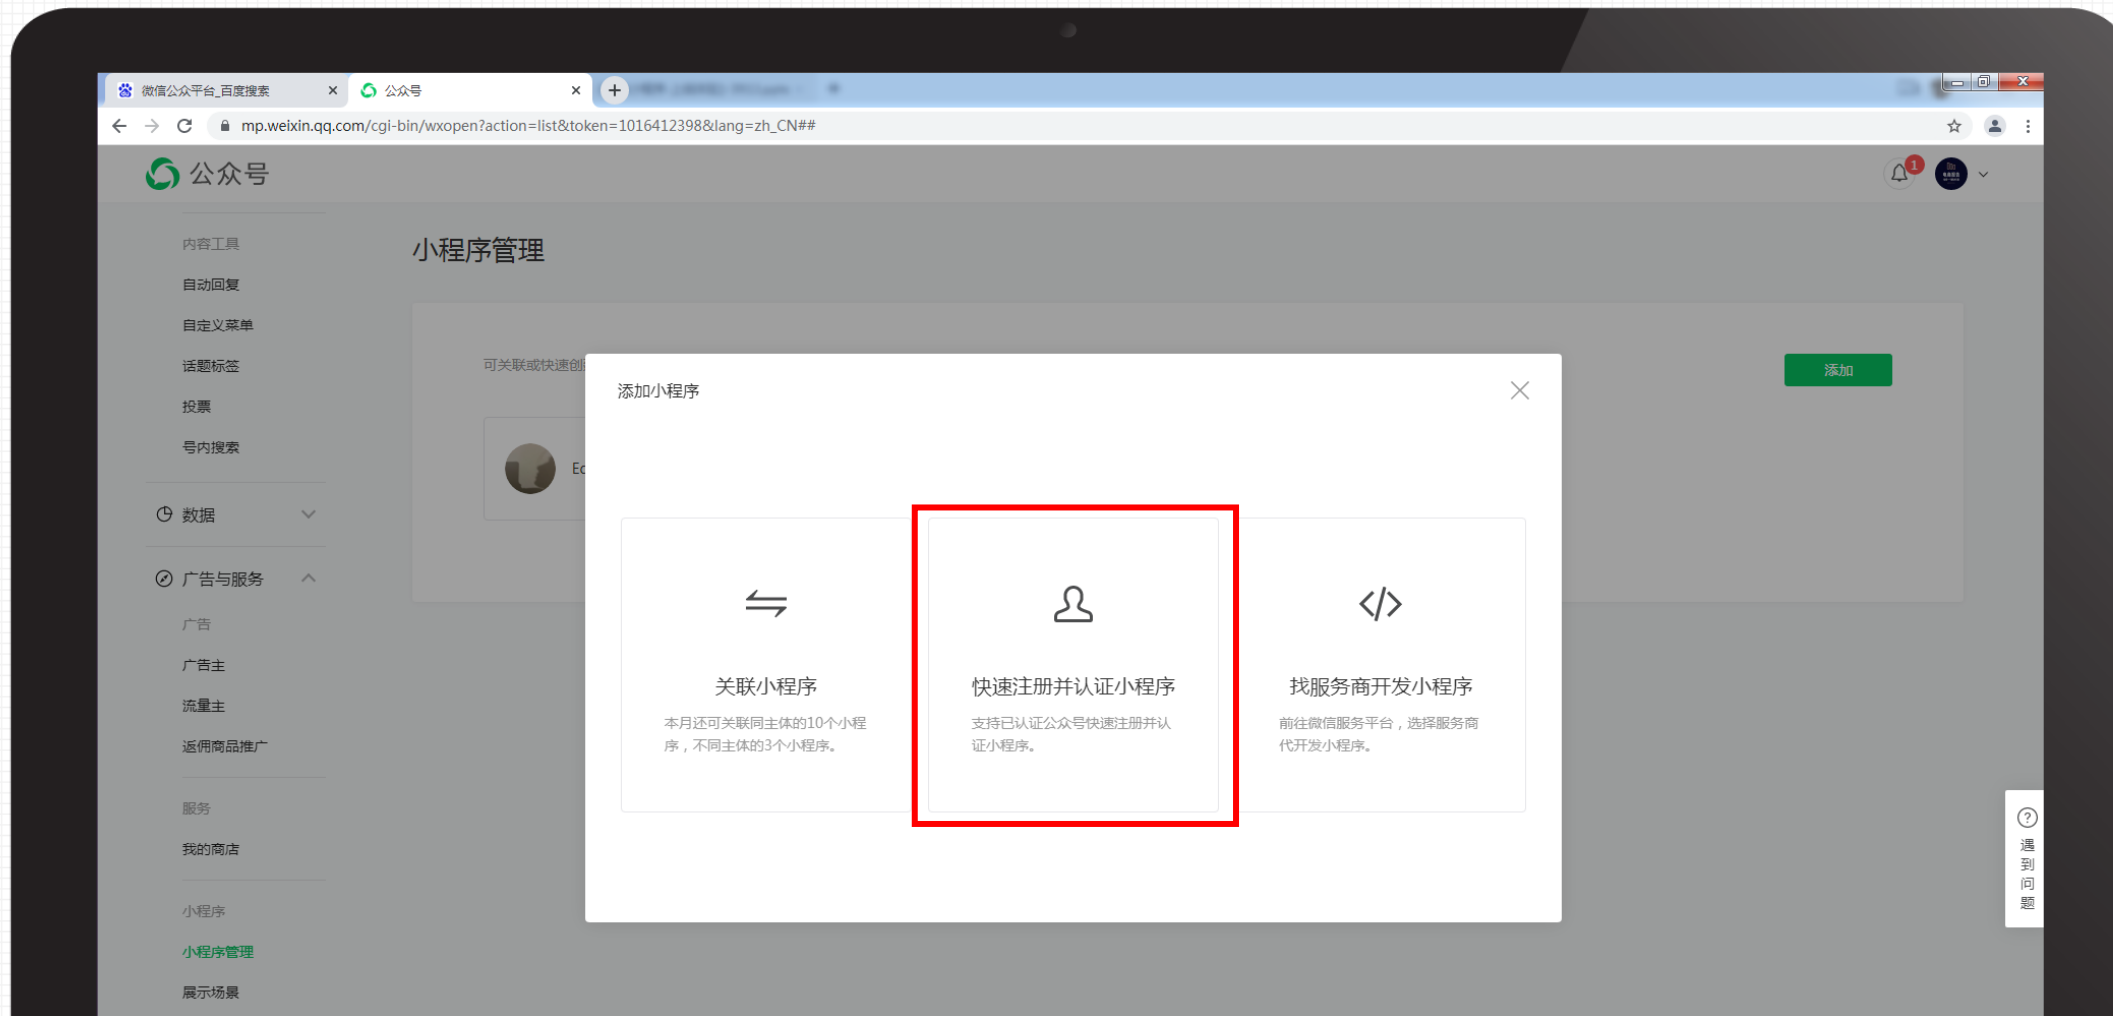 微信公众平台_百度搜索
公众号
mp.weixin.qq.com/cgi-bin/wxopen?action=list&token=1016412398&lang=zh_CN##
公众号
1
内容工具
自动回复
自定义菜单
话题标签
投票
号内搜索
数据
广告与服务
广告
广告主
流量主
返佣商品推广
服务
我的商店
小程序
小程序管理
展示场景
小程序管理
可关联或快速创
添加
添加小程序
关联小程序
本月还可关联同主体的10个小程
序，不同主体的3个小程序。
快速注册并认证小程序
支持已认证公众号快速注册并认
证小程序。
找服务商开发小程序
前往微信服务平台，选择服务商
代开发小程序。
遇到问题